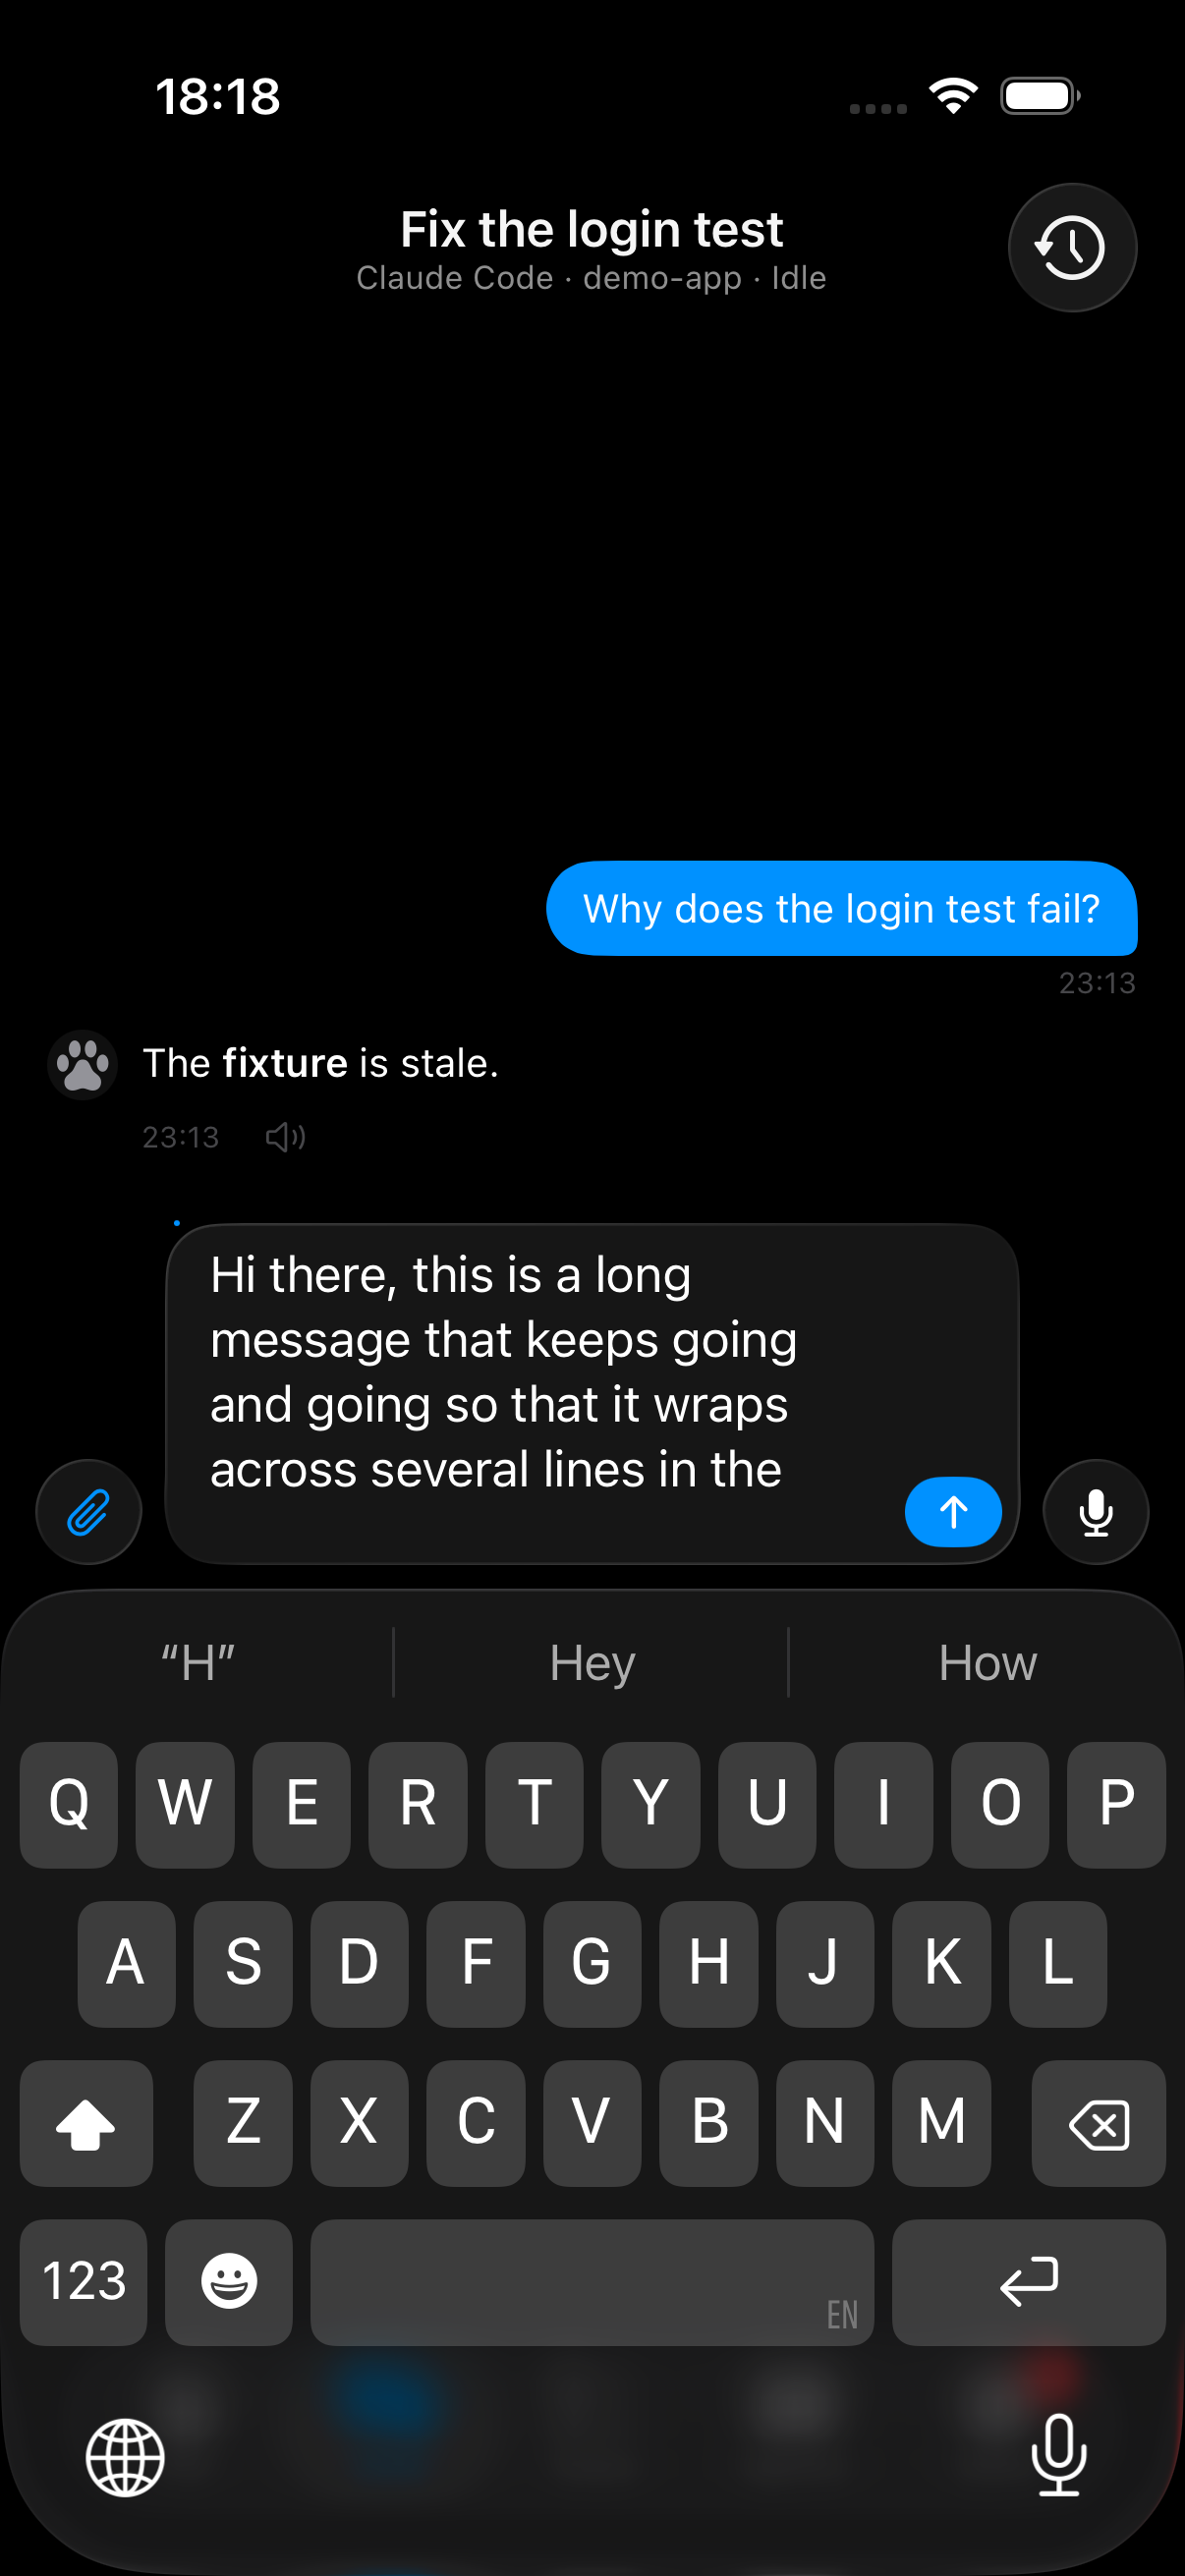 18:18
Fix the login test
Claude Code · demo-app · Idle
Why does the login test fail?
23:13
The fixture is stale.
23:13
Hi there, this is a long
message that keeps going
and going so that it wraps
across several lines in the
“H” Hey How
Q W E R T Y U I O P
A S D F G H J K L
Z X C V B N M
123 EN